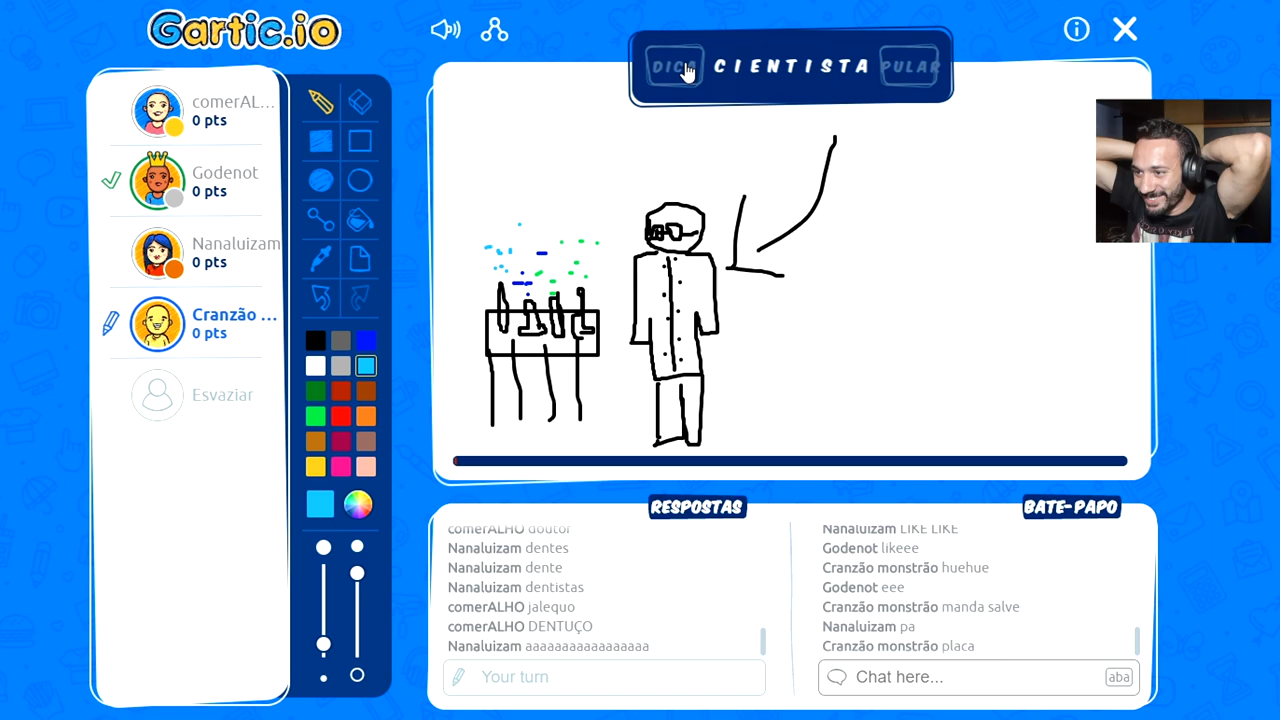 Gartic.io
DICA CIENTISTA PULAR
comerAL...
0 pts
Godenot
0 pts
Nanaluizam
0 pts
Cranzão ...
0 pts
Esvaziar
RESPOSTAS
comerALHO doutor
Nanaluizam dentes
Nanaluizam dente
Nanaluizam dentistas
comerALHO jalequo
comerALHO DENTUÇO
Nanaluizam aaaaaaaaaaaaaaaaa
Your turn
BATE-PAPO
Nanaluizam LIKE LIKE
Godenot likeee
Cranzão monstrão huehue
Godenot eee
Cranzão monstrão manda salve
Nanaluizam pa
Cranzão monstrão placa
Chat here...
aba